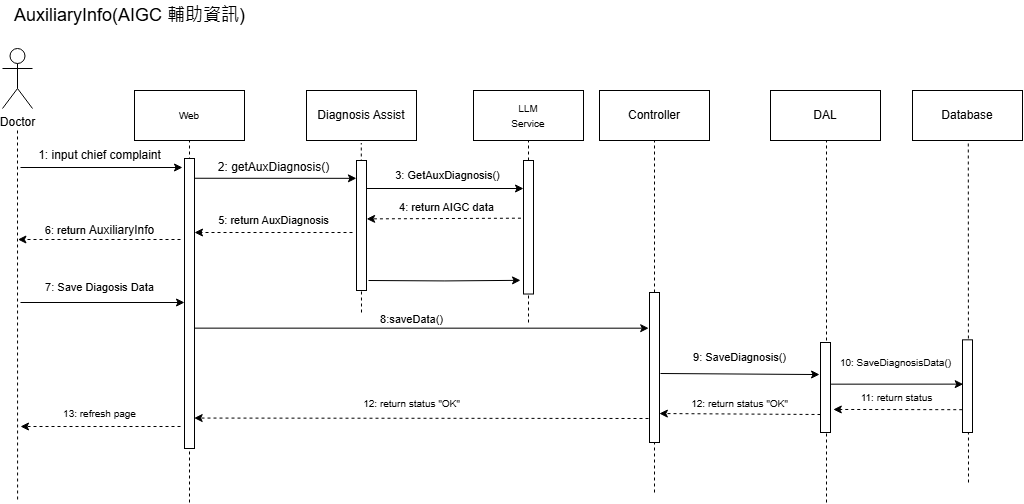 AuxiliaryInfo(AIGC 輔助資訊)
Doctor
Web
Diagnosis Assist
LLM
Service
Controller
DAL
Database
1: input chief complaint
2: getAuxDiagnosis()
3: GetAuxDiagnosis()
4: return AIGC data
5: return AuxDiagnosis
6: return AuxiliaryInfo
7: Save Diagosis Data
8:saveData()
9: SaveDiagnosis()
10: SaveDiagnosisData()
11: return status
12: return status "OK"
12: return status "OK"
13: refresh page